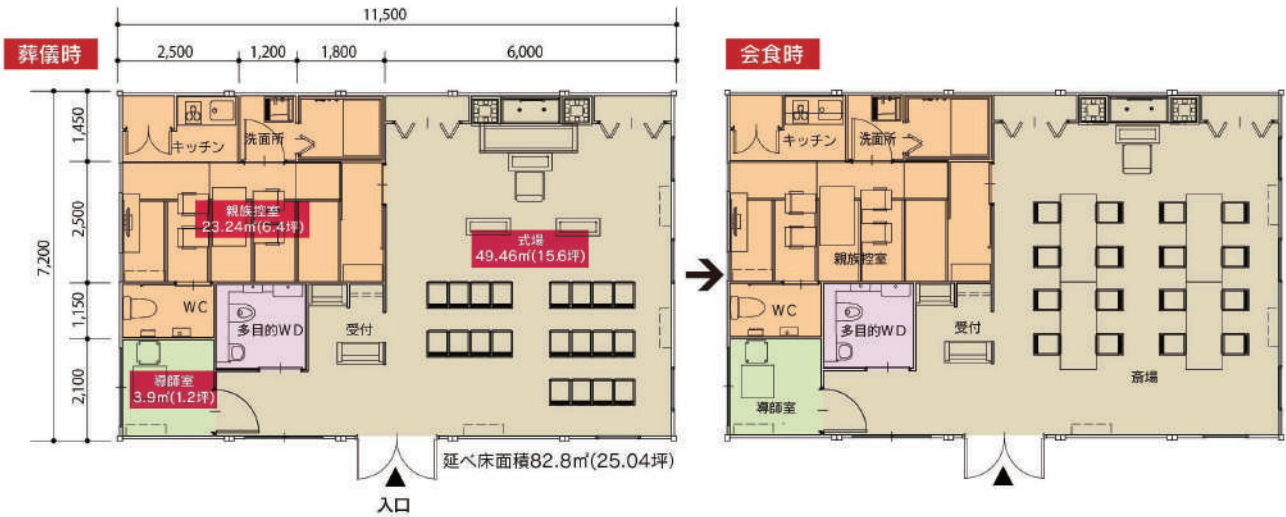 葬儀時
11,500
2,500
1,200
1,800
6,000
7,200
1,450
2,500
1,150
2,100
キッチン
洗面所
親族控室
23.24㎡(6.4坪)
式場
49.46㎡(15.6坪)
WC
多目的WD
受付
導師室
3.9㎡(1.2坪)
延べ床面積82.8㎡(25.04坪)
入口
会食時
キッチン
洗面所
親族控室
WC
多目的WD
受付
斎場
導師室